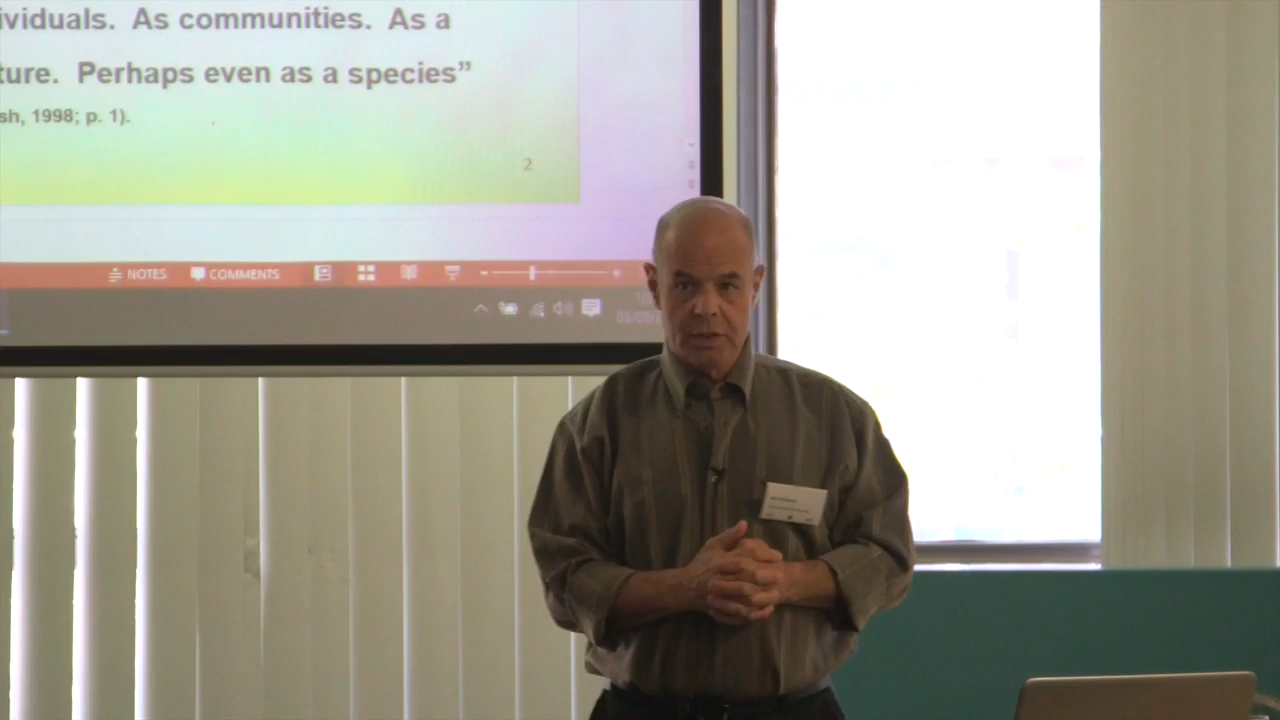 ividuals. As communities. As a
ture. Perhaps even as a species”
sh, 1998; p. 1).
2
NOTES COMMENTS